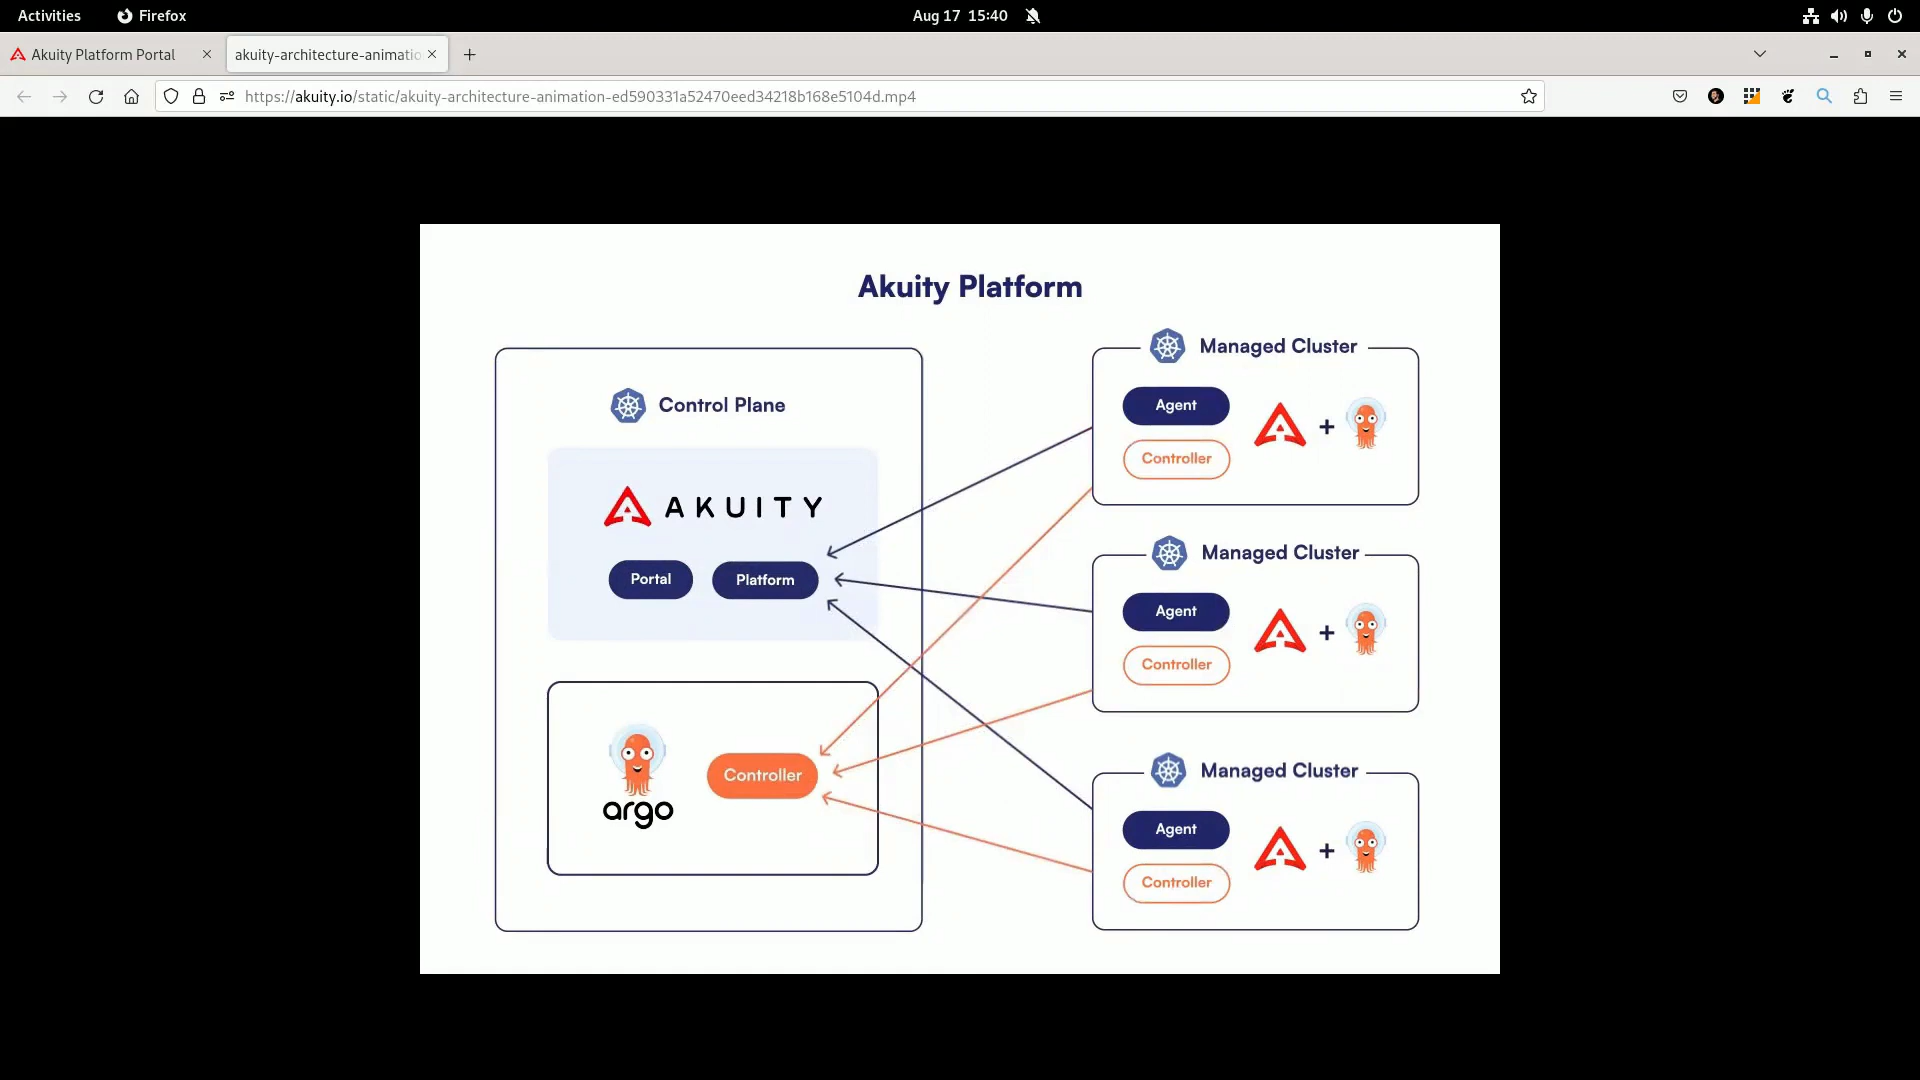 Activities
Firefox
Aug 17 15:40
Akuity Platform Portal
akuity-architecture-animatio
https://akuity.io/static/akuity-architecture-animation-ed590331a52470eed34218b168e5104d.mp4
Akuity Platform
Control Plane
AKUITY
Portal
Platform
argo
Controller
Managed Cluster
Agent
Controller
+
Managed Cluster
Agent
Controller
+
Managed Cluster
Agent
Controller
+